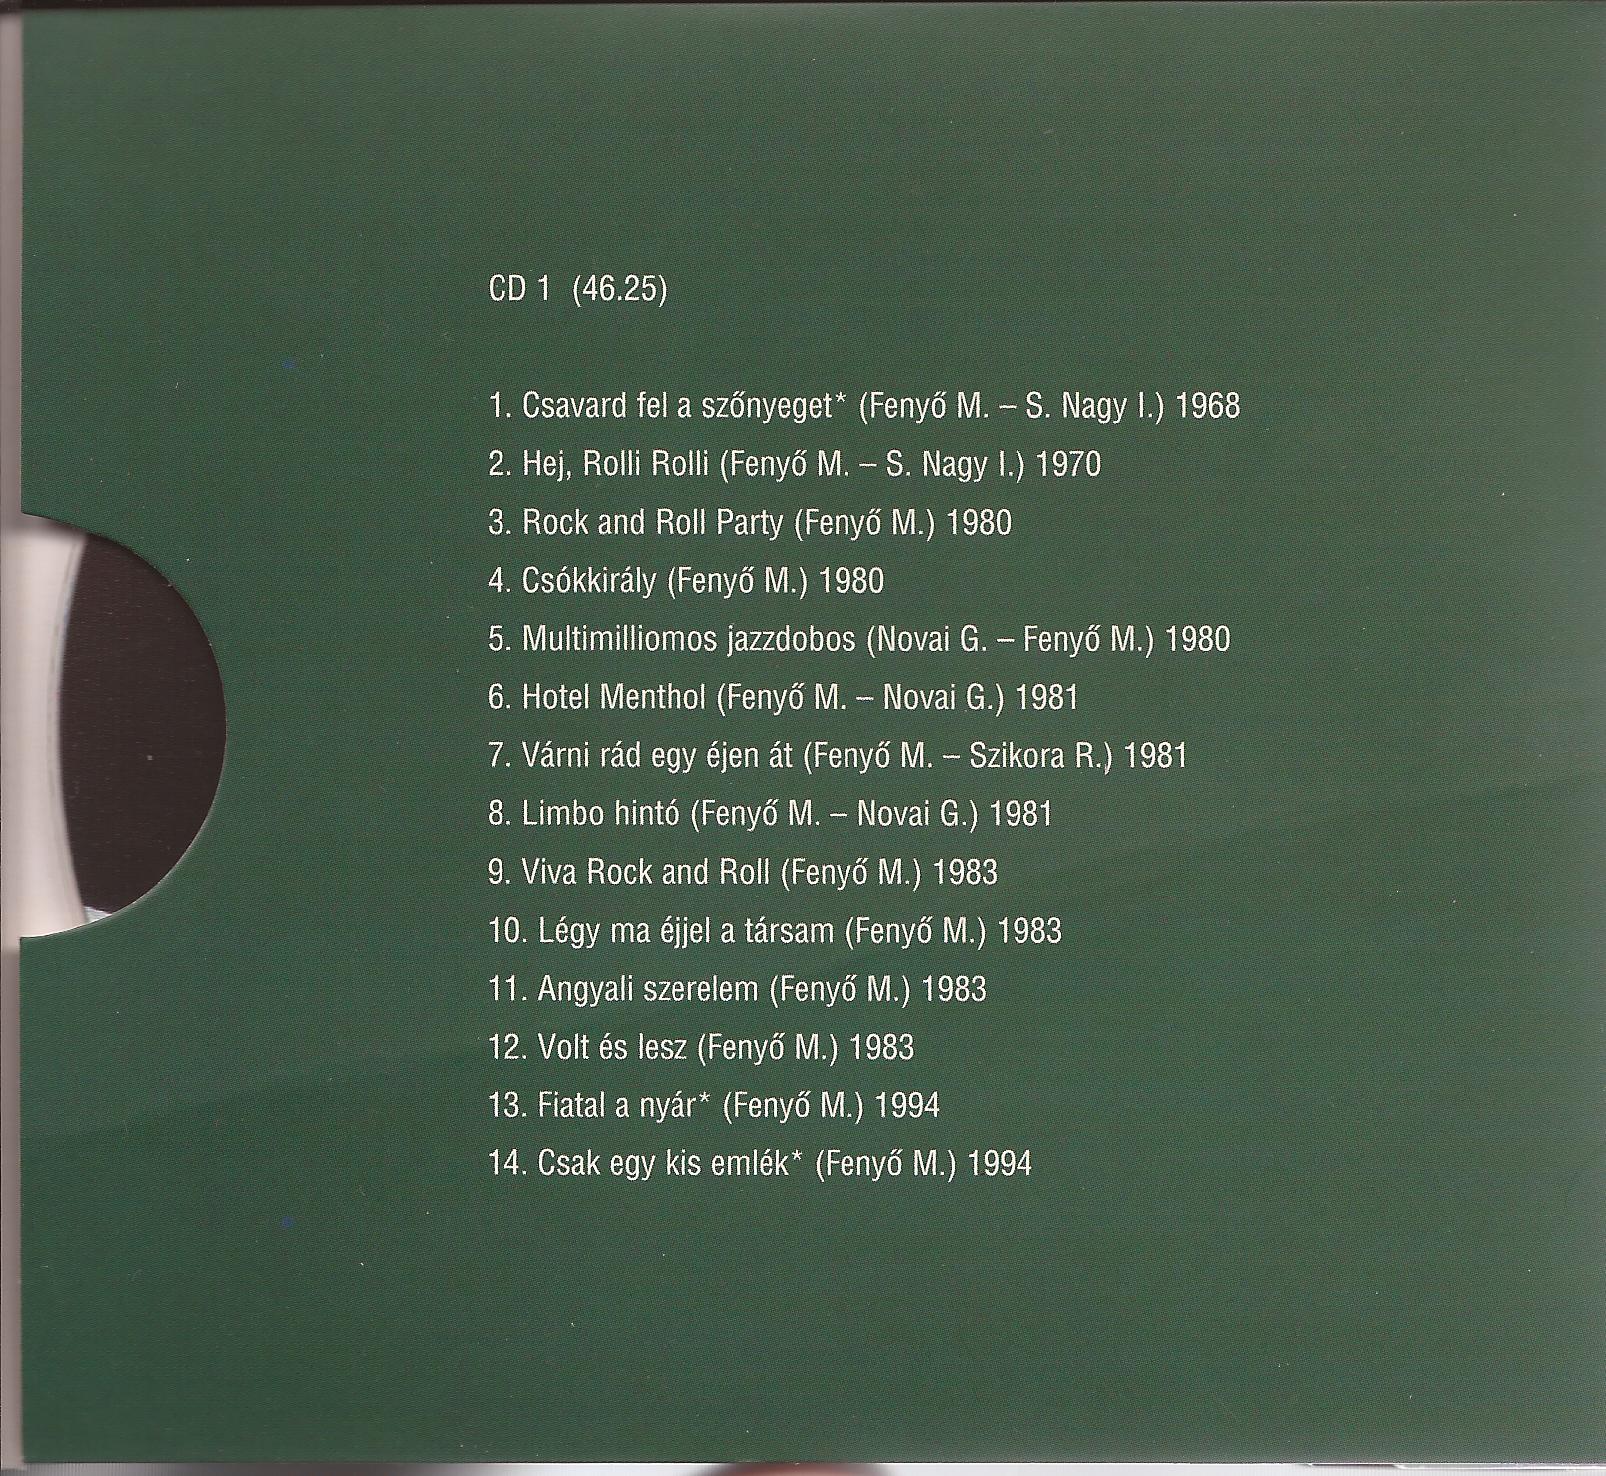 CD 1 (46.25)
1. Csavard fel a szőnyeget* (Fenyő M. – S. Nagy I.) 1968
2. Hej, Rolli Rolli (Fenyő M. – S. Nagy I.) 1970
3. Rock and Roll Party (Fenyő M.) 1980
4. Csókkirály (Fenyő M.) 1980
5. Multimilliomos jazzdobos (Novai G. – Fenyő M.) 1980
6. Hotel Menthol (Fenyő M. – Novai G.) 1981
7. Várni rád egy éjen át (Fenyő M. – Szikora R.) 1981
8. Limbo hintó (Fenyő M. – Novai G.) 1981
9. Viva Rock and Roll (Fenyő M.) 1983
10. Légy ma éjjel a társam (Fenyő M.) 1983
11. Angyali szerelem (Fenyő M.) 1983
12. Volt és lesz (Fenyő M.) 1983
13. Fiatal a nyár* (Fenyő M.) 1994
14. Csak egy kis emlék* (Fenyő M.) 1994